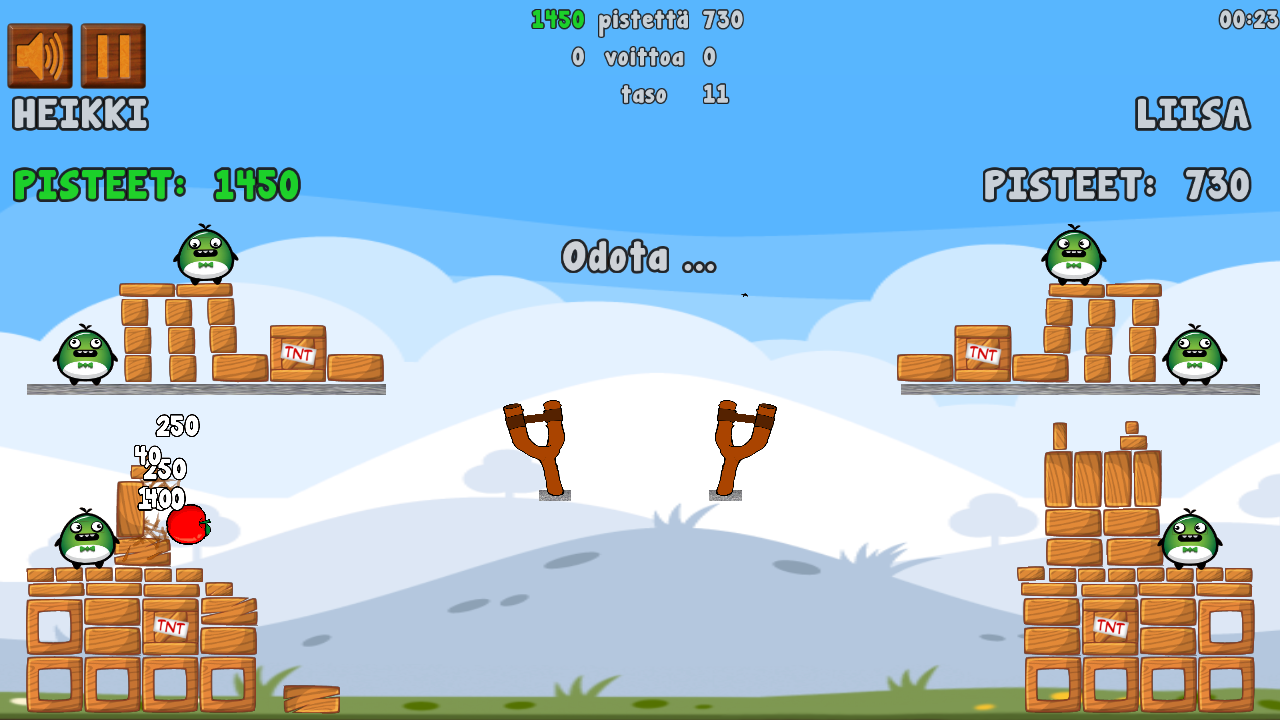 1450 pistettä 730
00:23
0 voittoa 0
taso 11
HEIKKI
LIISA
PISTEET: 1450
PISTEET: 730
Odota ...
TNT
TNT
250
40
250
TNT
TNT